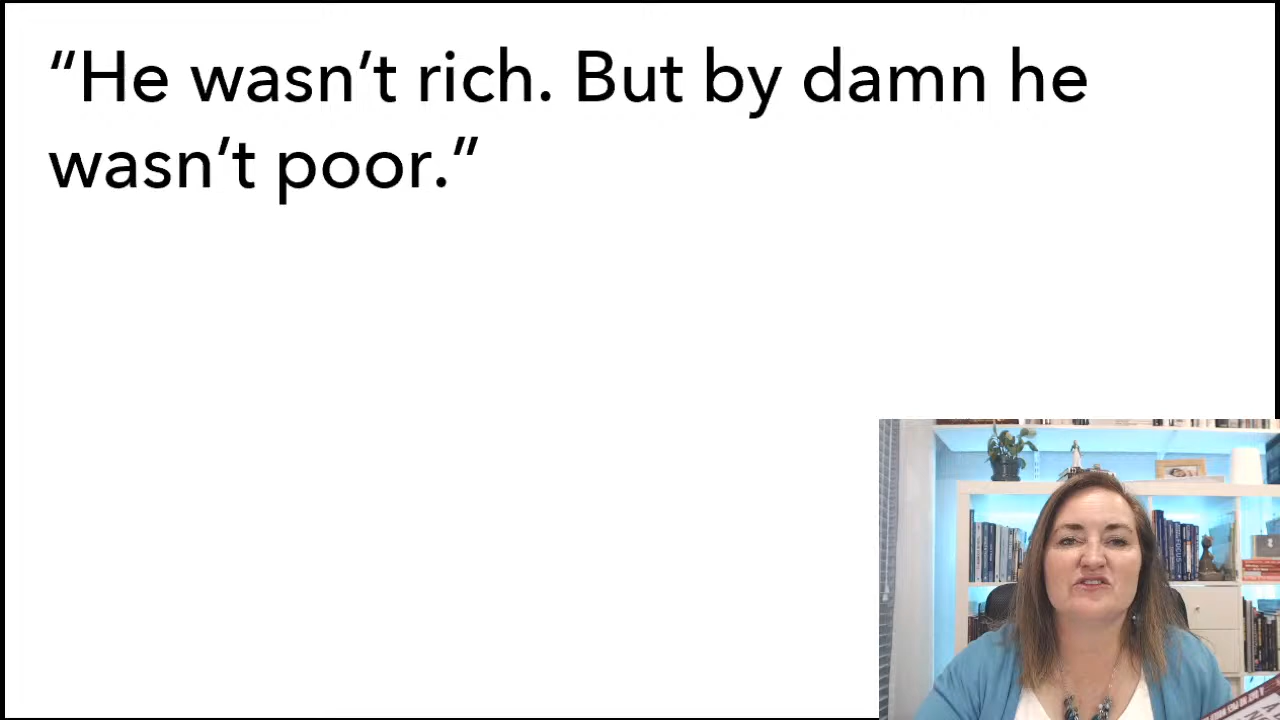 “He wasn’t rich. But by damn he
wasn’t poor.”